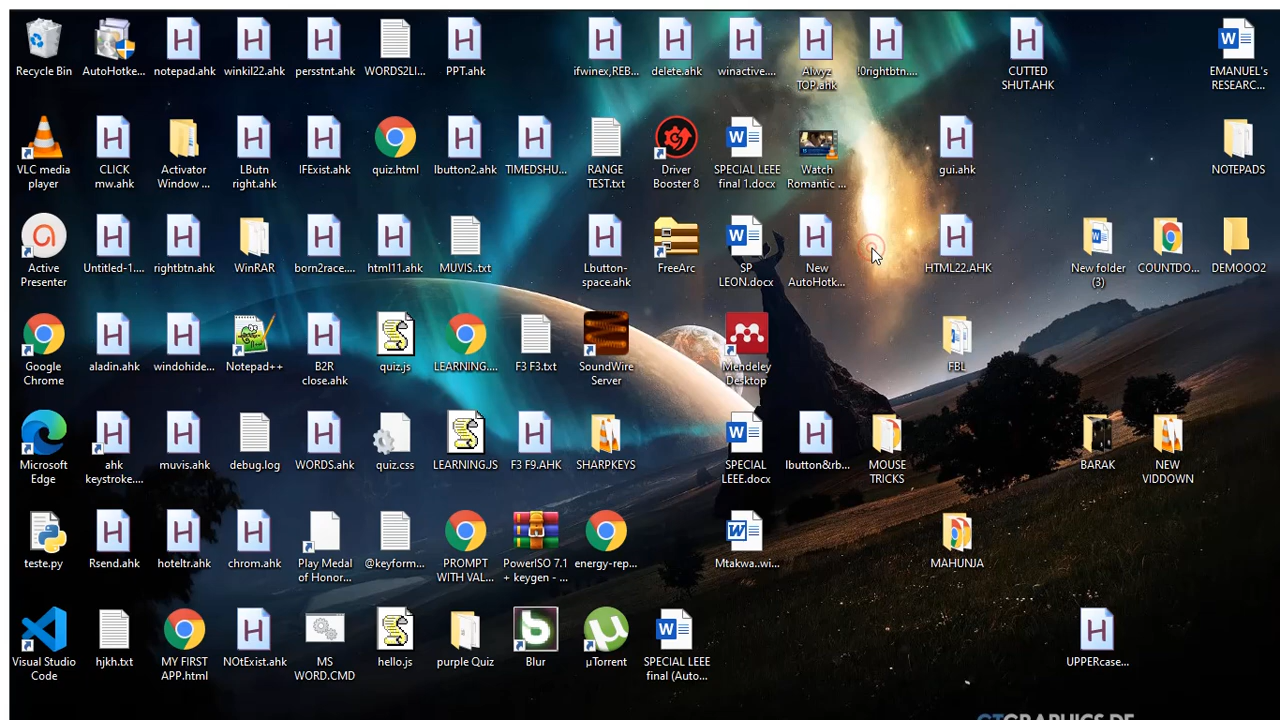 Recycle Bin
AutoHotke...
notepad.ahk
winkil22.ahk
persstnt.ahk
WORDS2LI...
PPT.ahk
ifwinex,REB...
delete.ahk
winactive....
Alwyz
TOP.ahk
!0rightbtn....
CUTTED
SHUT.AHK
EMANUEL's
RESEARC...
VLC media
player
CLICK
mw.ahk
Activator
Window ...
LButn
right.ahk
IFExist.ahk
quiz.html
lbutton2.ahk
TIMEDSHU...
RANGE
TEST.txt
Driver
Booster 8
SPECIAL LEEE
final 1.docx
Watch
Romantic ...
gui.ahk
NOTEPADS
Active
Presenter
Untitled-1....
rightbtn.ahk
WinRAR
born2race....
html11.ahk
MUVIS..txt
Lbutton-
space.ahk
FreeArc
SP
LEON.docx
New
AutoHotk...
HTML22.AHK
New folder
(3)
COUNTDO...
DEMOOO2
Google
Chrome
aladin.ahk
windohide...
Notepad++
B2R
close.ahk
quiz.js
LEARNING....
F3 F3.txt
SoundWire
Server
Mendeley
Desktop
FBL
Microsoft
Edge
ahk
keystroke....
muvis.ahk
debug.log
WORDS.ahk
quiz.css
LEARNING.JS
F3 F9.AHK
SHARPKEYS
SPECIAL
LEEE.docx
lbutton&rb...
MOUSE
TRICKS
BARAK
NEW
VIDDOWN
teste.py
Rsend.ahk
hoteltr.ahk
chrom.ahk
Play Medal
of Honor...
@keyform...
PROMPT
WITH VAL...
PowerISO 7.1
+ keygen - ...
energy-rep...
Mtakwa..wi...
MAHUNJA
Visual Studio
Code
hjkh.txt
MY FIRST
APP.html
NOtExist.ahk
MS
WORD.CMD
hello.js
purple Quiz
Blur
µTorrent
SPECIAL LEEE
final (Auto...
UPPERcase...